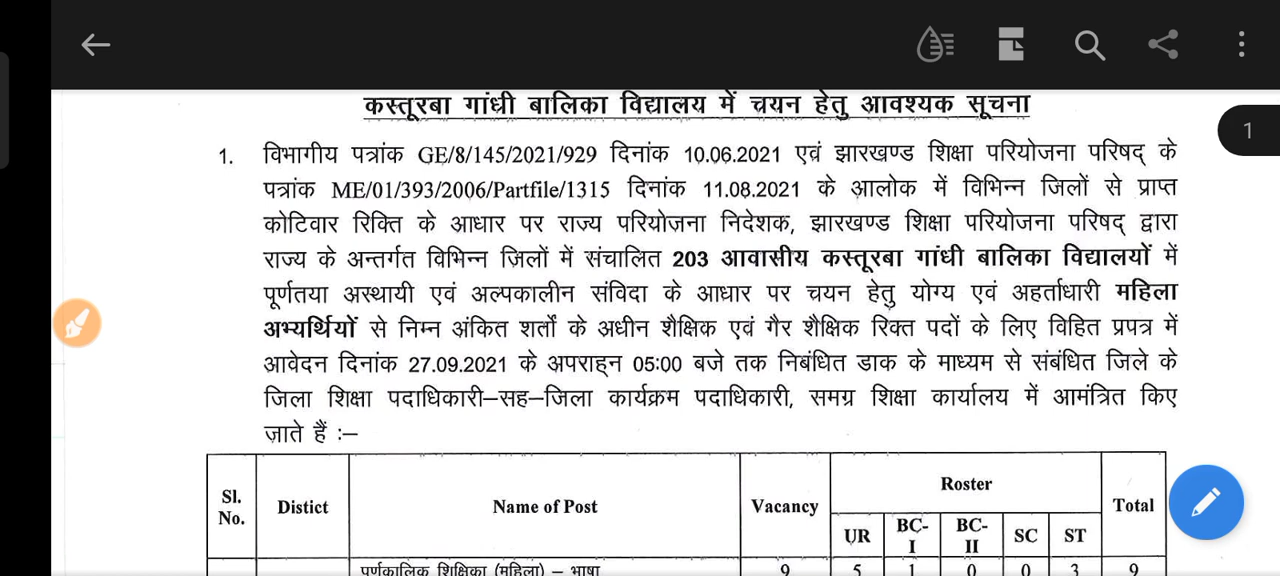 1
कस्तूरबा गांधी बालिका विद्यालय में चयन हेतु आवश्यक सूचना
1. विभागीय पत्रांक GE/8/145/2021/929 दिनांक 10.06.2021 एवं झारखण्ड शिक्षा परियोजना परिषद् के
पत्रांक ME/01/393/2006/Partfile/1315 दिनांक 11.08.2021 के आलोक में विभिन्न जिलों से प्राप्त
कोटिवार रिक्ति के आधार पर राज्य परियोजना निदेशक, झारखण्ड शिक्षा परियोजना परिषद् द्वारा
राज्य के अन्तर्गत विभिन्न जिलों में संचालित 203 आवासीय कस्तूरबा गांधी बालिका विद्यालयों में
पूर्णतया अस्थायी एवं अल्पकालीन संविदा के आधार पर चयन हेतु योग्य एवं अहर्ताधारी महिला
अभ्यर्थियों से निम्न अंकित शर्तों के अधीन शैक्षिक एवं गैर शैक्षिक रिक्त पदों के लिए विहित प्रपत्र में
आवेदन दिनांक 27.09.2021 के अपराह्न 05:00 बजे तक निबंधित डाक के माध्यम से संबंधित जिले के
जिला शिक्षा पदाधिकारी–सह–जिला कार्यक्रम पदाधिकारी, समग्र शिक्षा कार्यालय में आमंत्रित किए
जाते हैं :–
Sl. No. Distict Name of Post Vacancy Roster Total
UR BC-I BC-II SC ST
पूर्णकालिक शिक्षिका (महिला) – भाषा 9 5 1 0 0 3 9